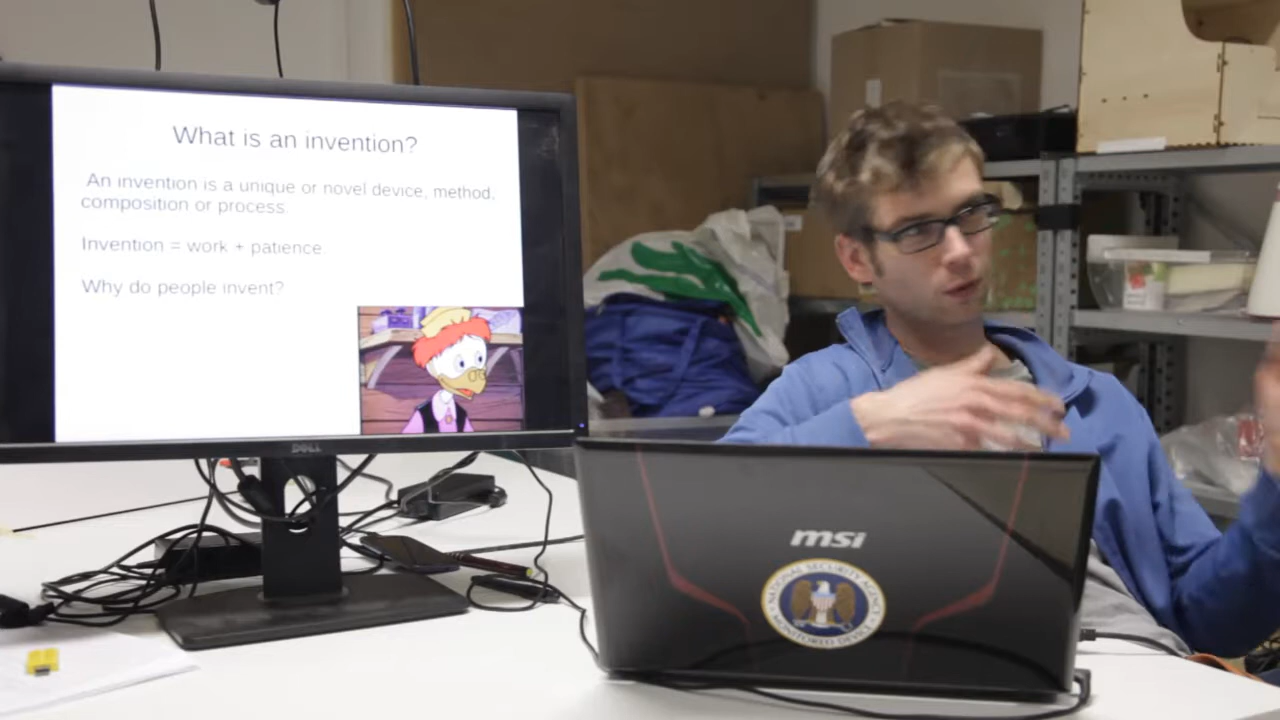 What is an invention?
An invention is a unique or novel device, method,
composition or process.
Invention = work + patience
Why do people invent?
DELL
msi
NATIONAL SECURITY AGENCY
MONITORED DEVICE